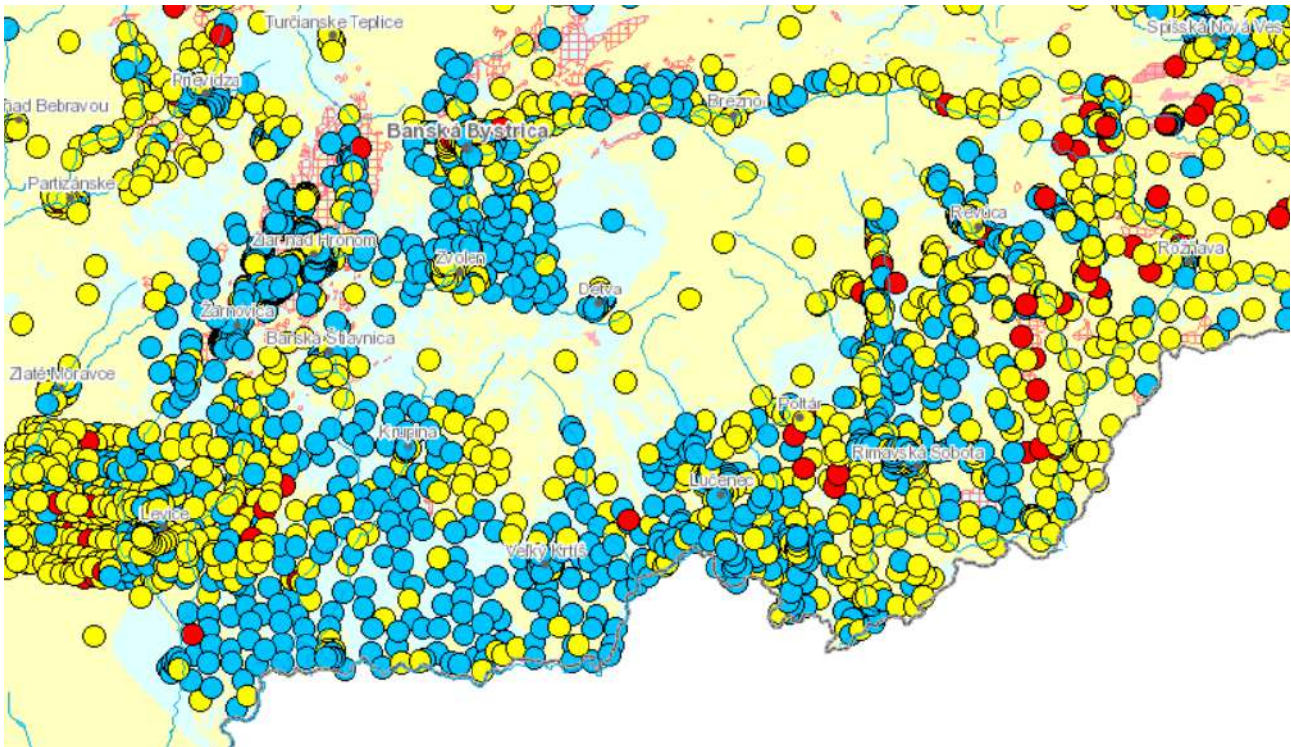 Turčianske Teplice
Spišská Nová Ves
Prievidza
nad Bebravou
Brezno
Banská Bystrica
Partizánske
Revúca
Žiar nad Hronom
Rožňava
Zvolen
Detva
Žarnovica
Banská Štiavnica
Zlaté Moravce
Poltár
Krupina
Rimavská Sobota
Lučenec
Levice
Veľký Krtíš